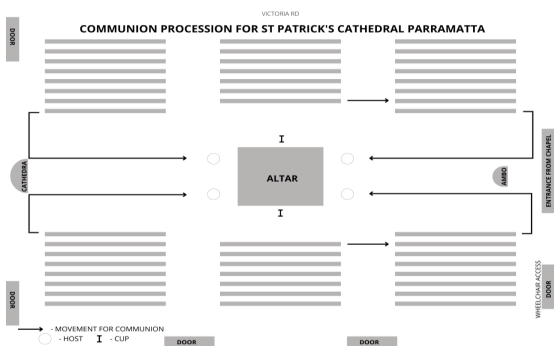 VICTORIA RD
COMMUNION PROCESSION FOR ST PATRICK'S CATHEDRAL PARRAMATTA
DOOR
CATHEDRA
ALTAR
AMBO
ENTRANCE FROM CHAPEL
DOOR
WHEELCHAIR ACCESS
DOOR
- MOVEMENT FOR COMMUNION
- HOST
- CUP
DOOR
DOOR